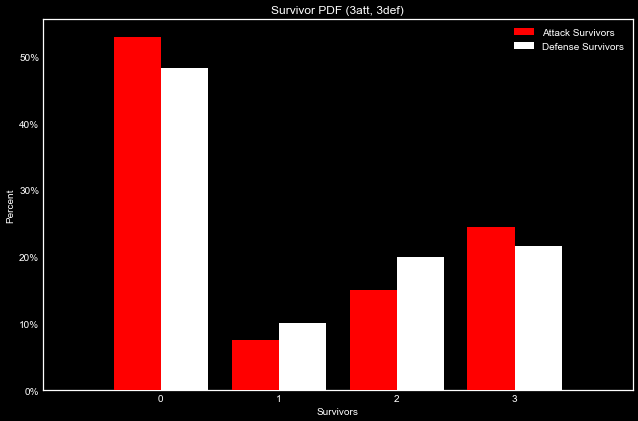 Survivor PDF (3att, 3def)
Attack Survivors
Defense Survivors
50%
40%
30%
20%
10%
0%
Percent
0 1 2 3
Survivors